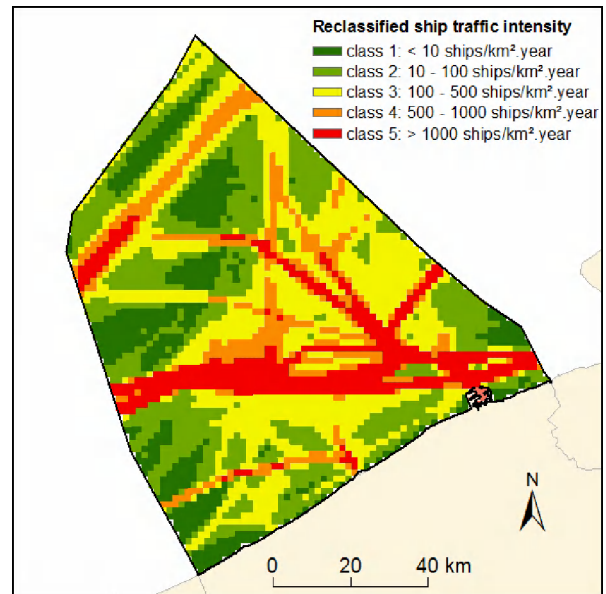 Reclassified ship traffic intensity
class 1: < 10 ships/km².year
class 2: 10 - 100 ships/km².year
class 3: 100 - 500 ships/km².year
class 4: 500 - 1000 ships/km².year
class 5: > 1000 ships/km².year
N
0 20 40 km